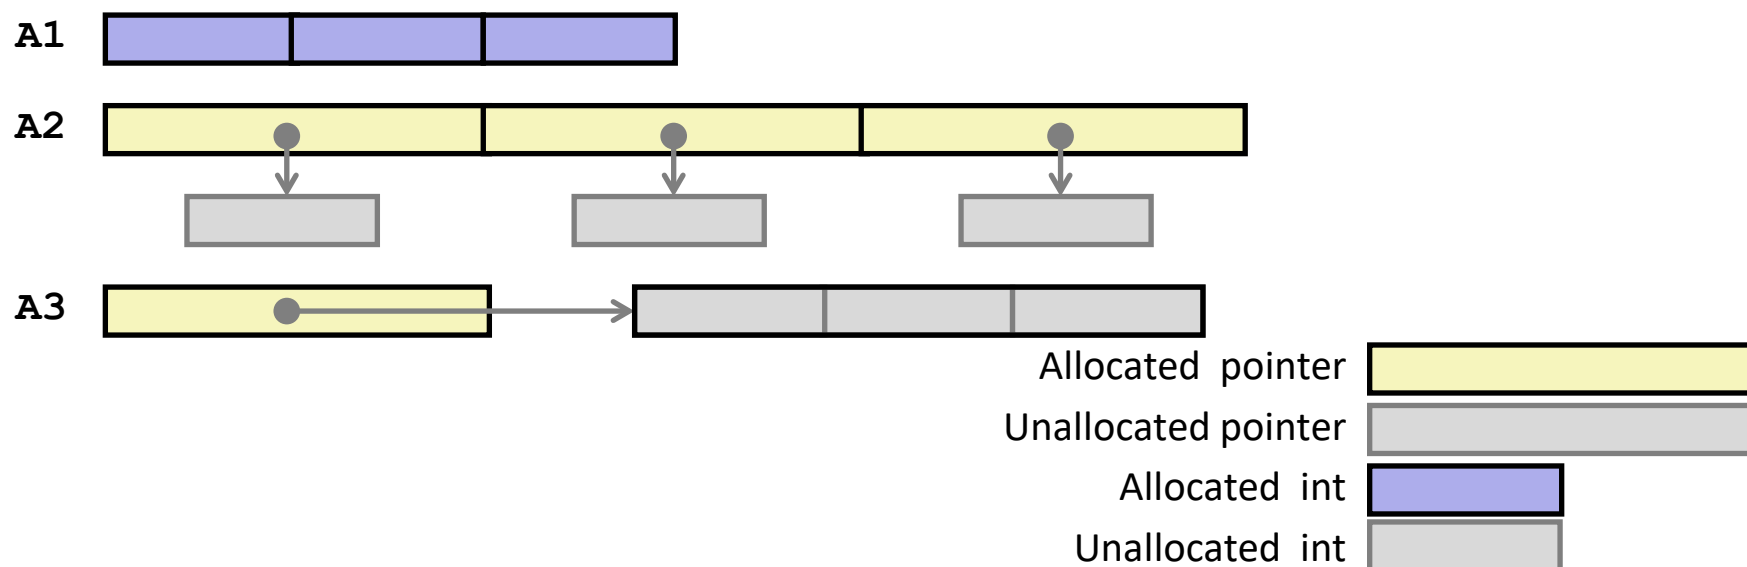 A1
A2
A3
Allocated pointer
Unallocated pointer
Allocated int
Unallocated int